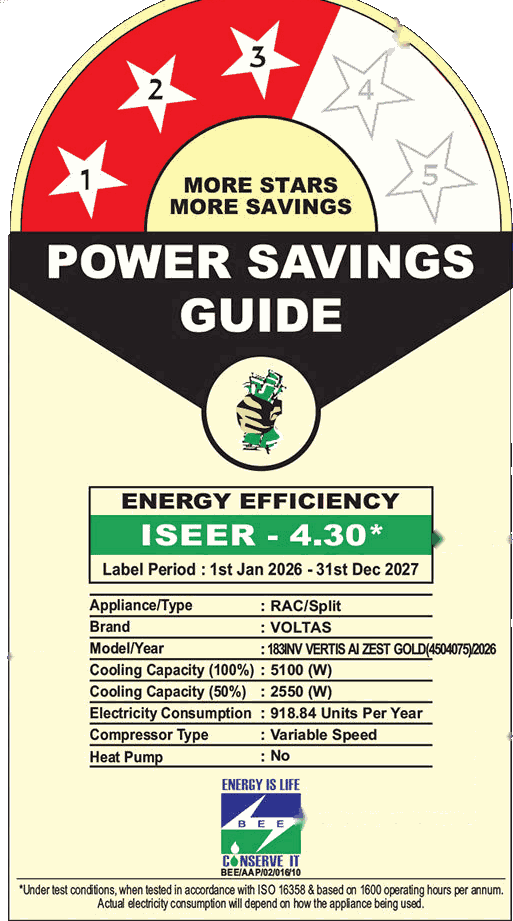 1
2
3
4
5
MORE STARS
MORE SAVINGS
POWER SAVINGS
GUIDE
ENERGY EFFICIENCY
ISEER - 4.30*
Label Period : 1st Jan 2026 - 31st Dec 2027
Appliance/Type : RAC/Split
Brand : VOLTAS
Model/Year : 183INV VERTIS AI ZEST GOLD(4504075)/2026
Cooling Capacity (100%) : 5100 (W)
Cooling Capacity (50%) : 2550 (W)
Electricity Consumption : 918.84 Units Per Year
Compressor Type : Variable Speed
Heat Pump : No
ENERGY IS LIFE
BEE
CONSERVE IT
BEE/AAP/02/016/10
*Under test conditions, when tested in accordance with ISO 16358 & based on 1600 operating hours per annum.
Actual electricity consumption will depend on how the appliance being used.